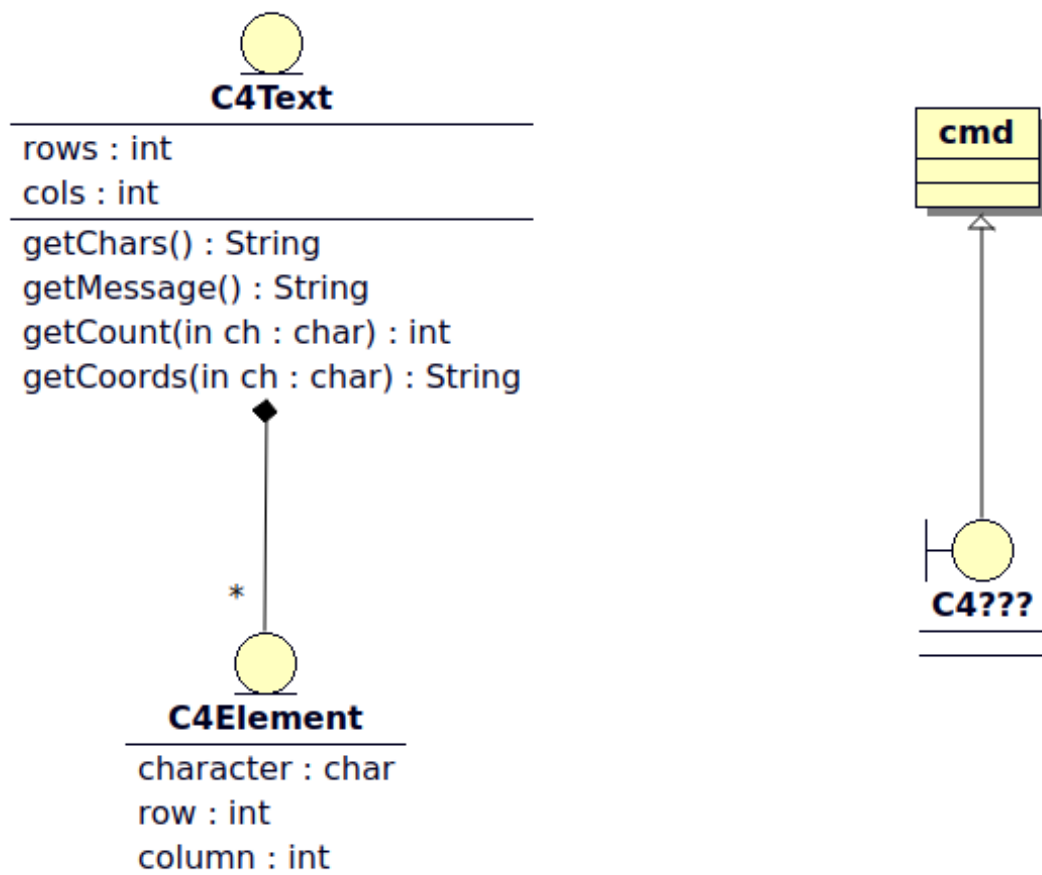 C4Text
rows : int
cols : int
getChars() : String
getMessage() : String
getCount(in ch : char) : int
getCoords(in ch : char) : String
*
C4Element
character : char
row : int
column : int
cmd
C4???